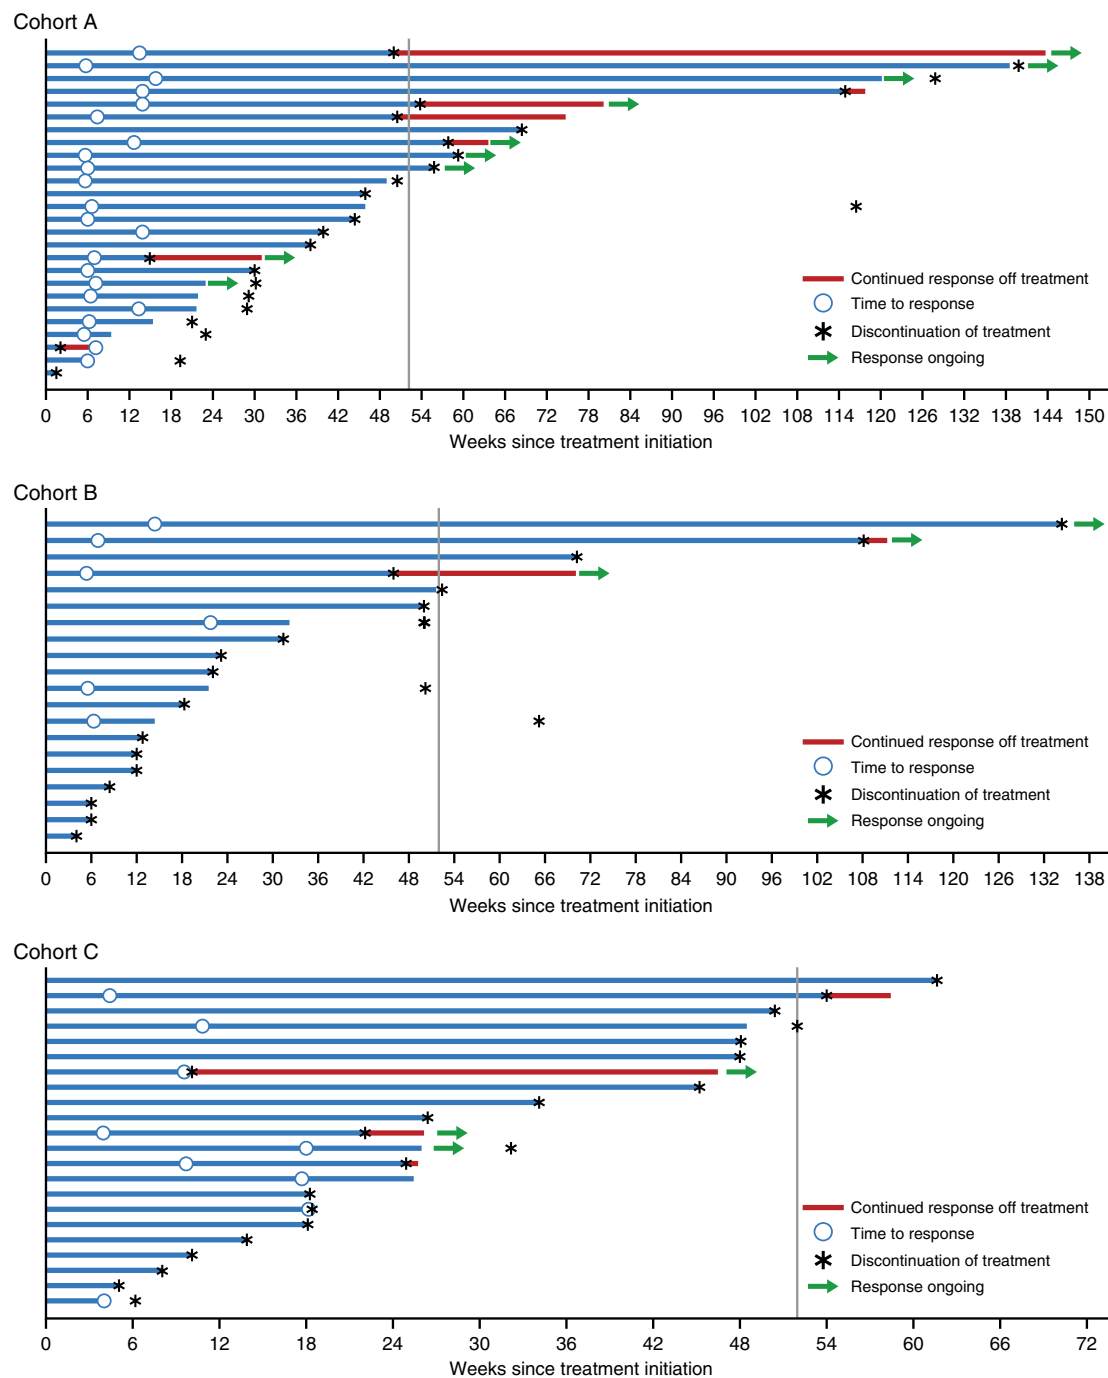 Cohort A
Continued response off treatment
Time to response
Discontinuation of treatment
Response ongoing
0 6 12 18 24 30 36 42 48 54 60 66 72 78 84 90 96 102 108 114 120 126 132 138 144 150
Weeks since treatment initiation
Cohort B
Continued response off treatment
Time to response
Discontinuation of treatment
Response ongoing
0 6 12 18 24 30 36 42 48 54 60 66 72 78 84 90 96 102 108 114 120 126 132 138
Weeks since treatment initiation
Cohort C
Continued response off treatment
Time to response
Discontinuation of treatment
Response ongoing
0 6 12 18 24 30 36 42 48 54 60 66 72
Weeks since treatment initiation